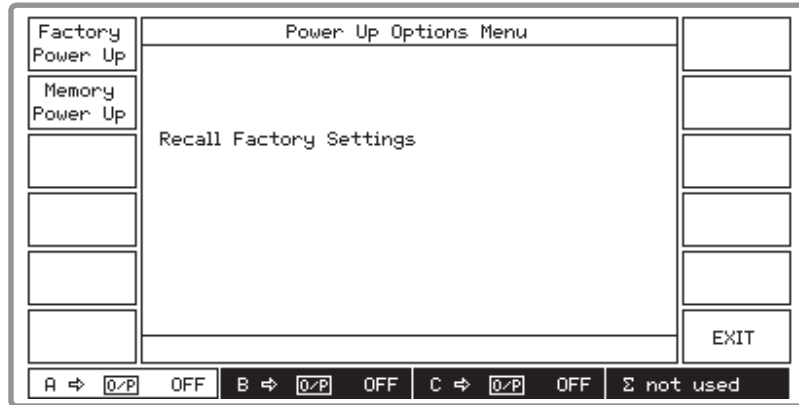 Factory
Power Up
Power Up Options Menu
Memory
Power Up
Recall Factory Settings
EXIT
A ⇨ O/P OFF B ⇨ O/P OFF C ⇨ O/P OFF Σ not used